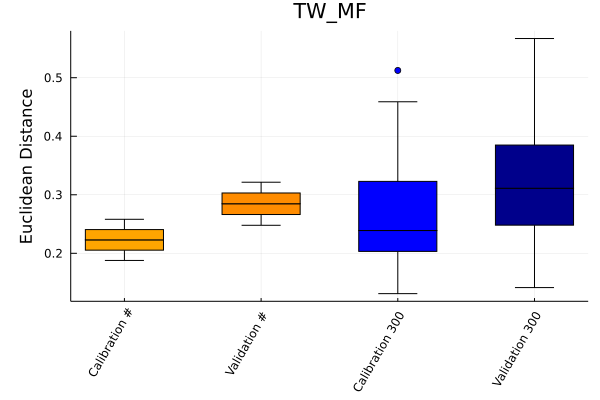 TW_MF
Euclidean Distance
0.5
0.4
0.3
0.2
Calibration #
Validation #
Calibration 300
Validation 300